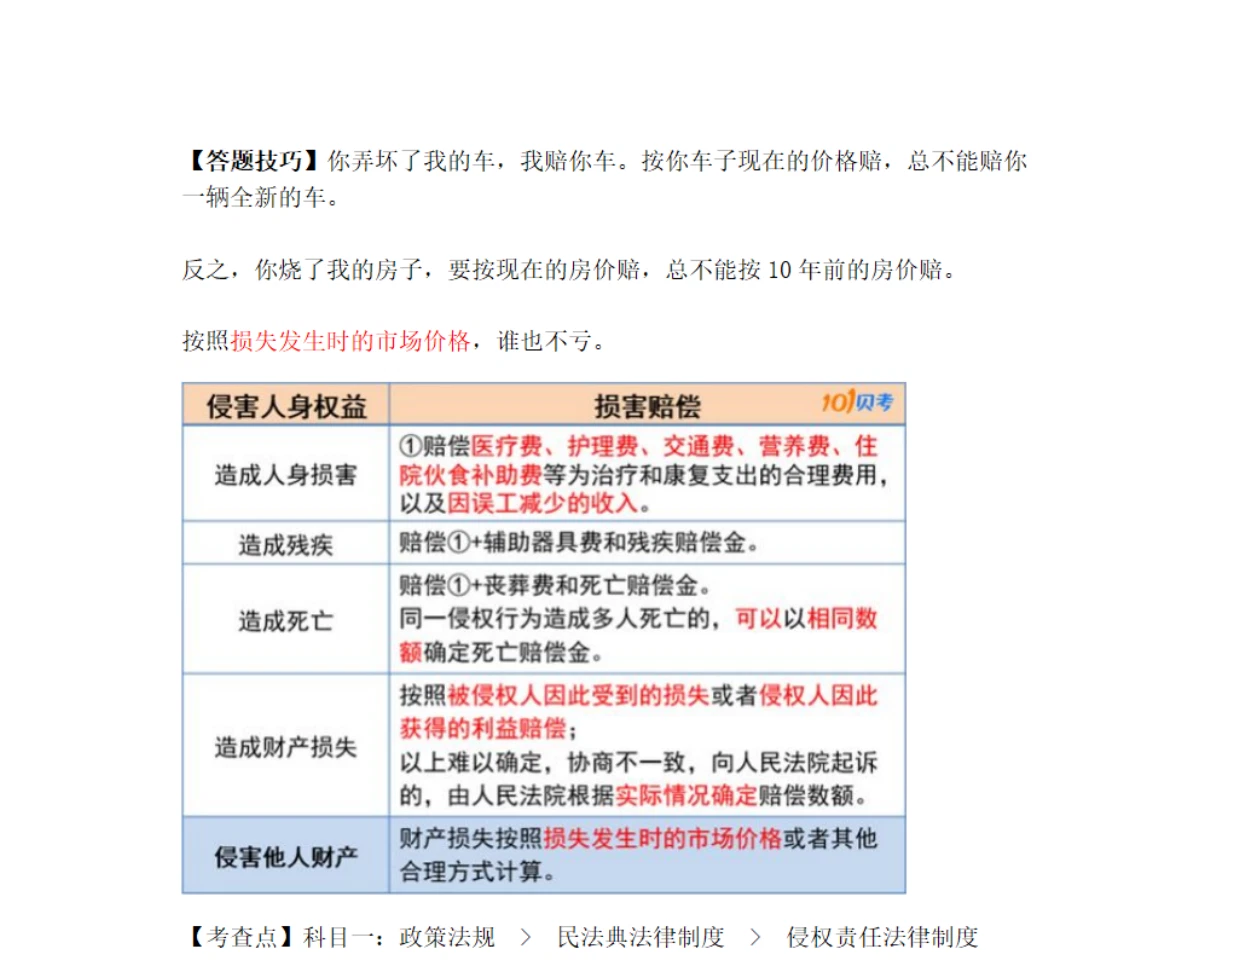 【答题技巧】你弄坏了我的车，我赔你车。按你车子现在的价格赔，总不能赔你
一辆全新的车。
反之，你烧了我的房子，要按现在的房价赔，总不能按 10 年前的房价赔。
按照损失发生时的市场价格，谁也不亏。
侵害人身权益
损害赔偿
101贝考
造成人身损害
①赔偿医疗费、护理费、交通费、营养费、住
院伙食补助费等为治疗和康复支出的合理费用，
以及因误工减少的收入。
造成残疾
赔偿①+辅助器具费和残疾赔偿金。
造成死亡
赔偿①+丧葬费和死亡赔偿金。
同一侵权行为造成多人死亡的，可以以相同数
额确定死亡赔偿金。
造成财产损失
按照被侵权人因此受到的损失或者侵权人因此
获得的利益赔偿；
以上难以确定，协商不一致，向人民法院起诉
的，由人民法院根据实际情况确定赔偿数额。
侵害他人财产
财产损失按照损失发生时的市场价格或者其他
合理方式计算。
【考查点】科目一：政策法规 > 民法典法律制度 > 侵权责任法律制度